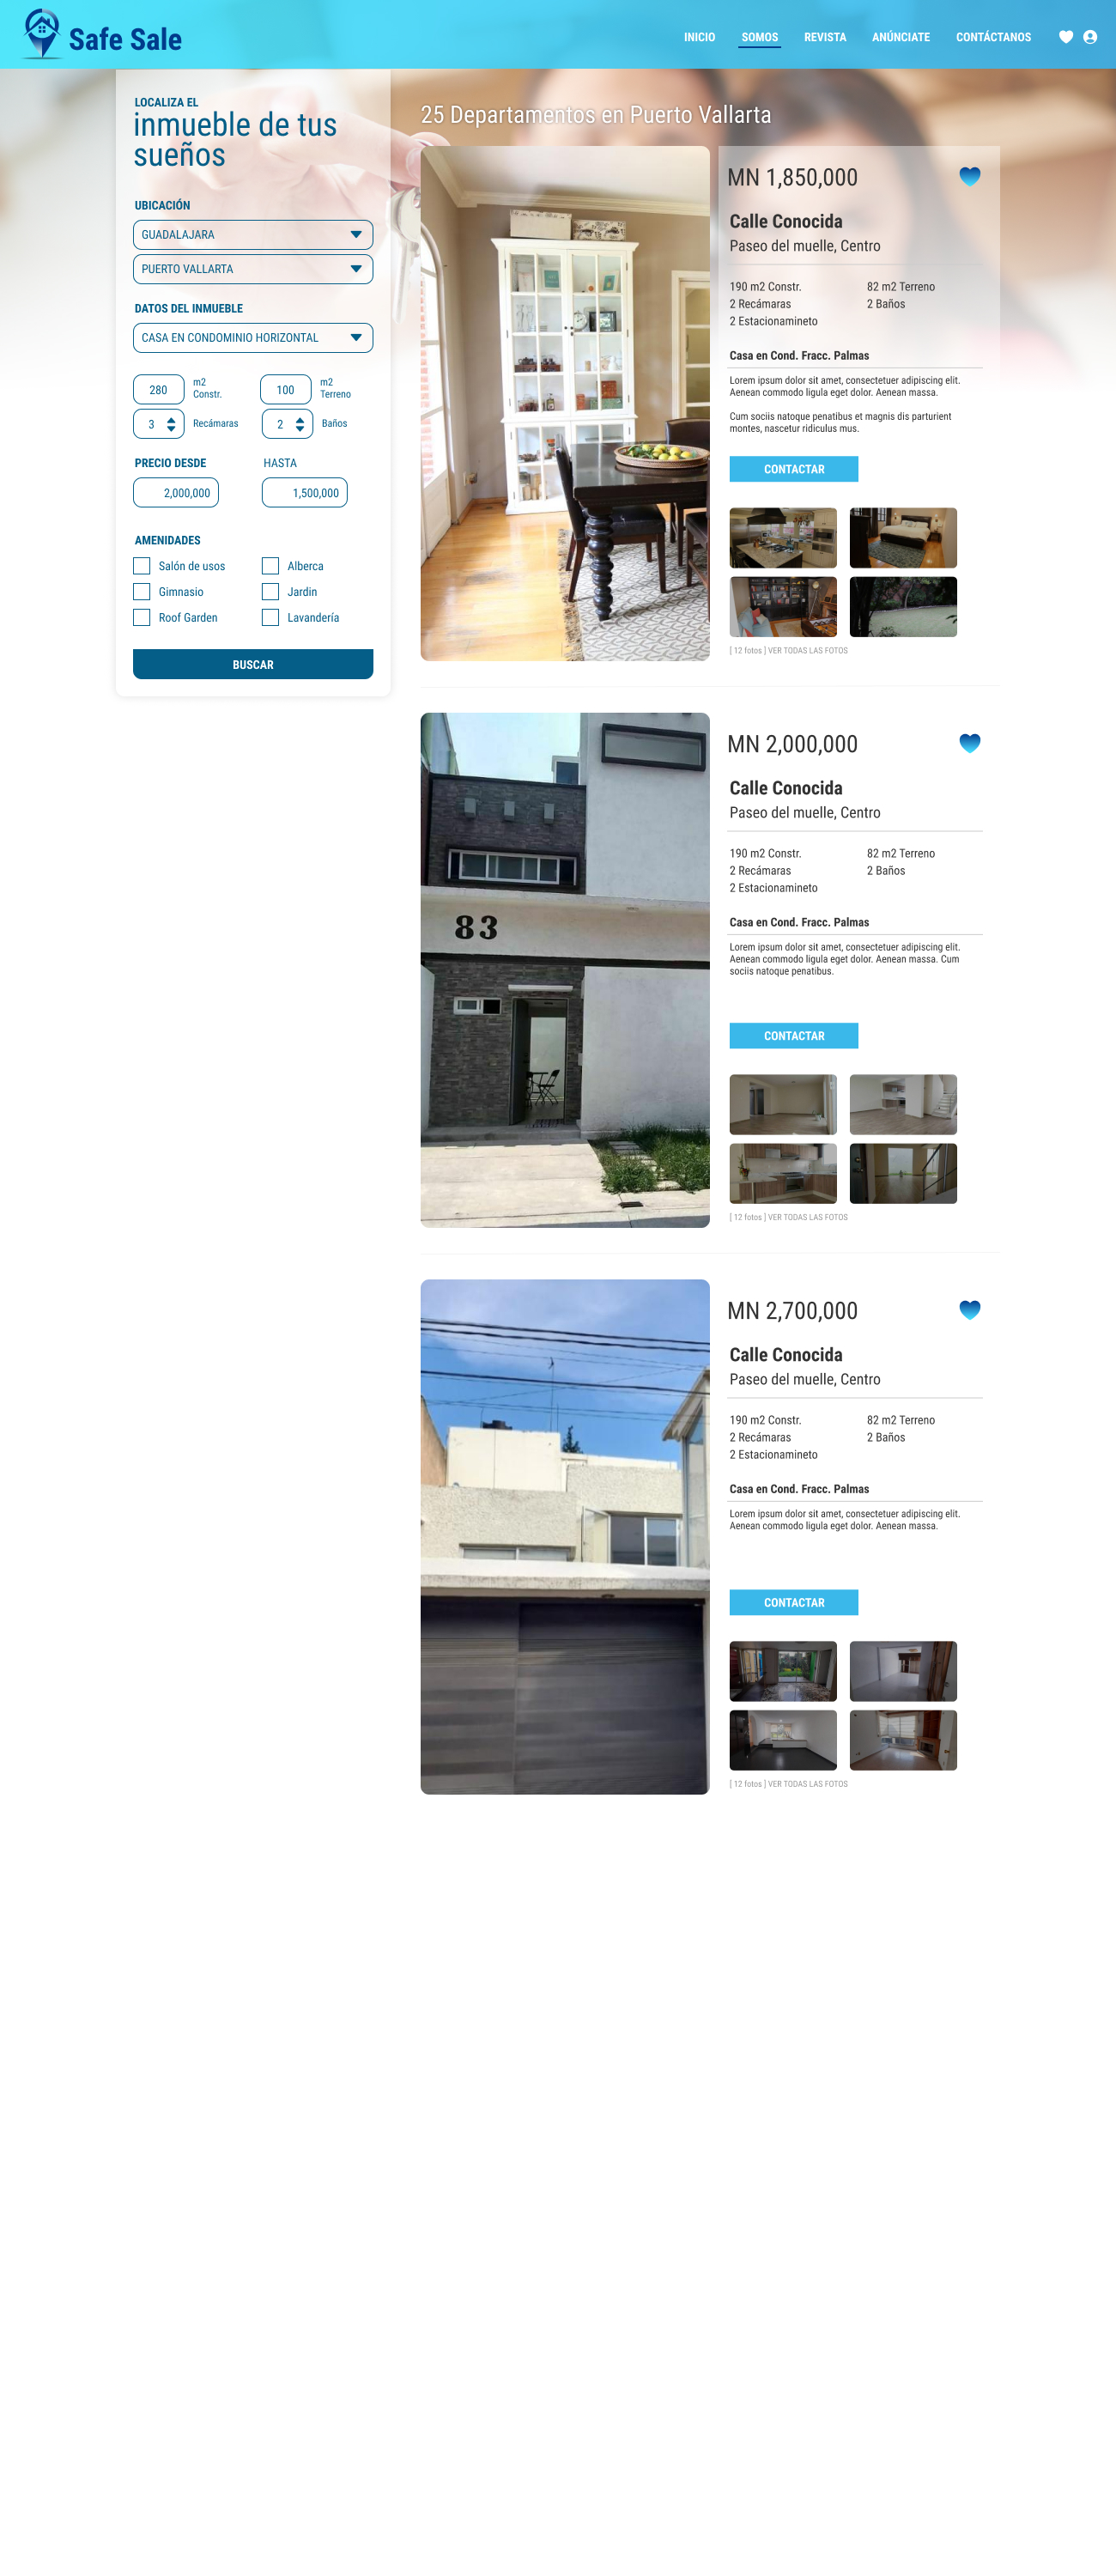 Safe Sale
INICIO
SOMOS
REVISTA
ANÚNCIATE
CONTÁCTANOS
LOCALIZA EL
inmueble de tus
sueños
UBICACIÓN
GUADALAJARA
PUERTO VALLARTA
DATOS DEL INMUEBLE
CASA EN CONDOMINIO HORIZONTAL
280 m2 Constr.
100 m2 Terreno
3 Recámaras
2 Baños
PRECIO DESDE HASTA
2,000,000 1,500,000
AMENIDADES
Salón de usos Alberca
Gimnasio Jardin
Roof Garden Lavandería
BUSCAR
25 Departamentos en Puerto Vallarta
MN 1,850,000
Calle Conocida
Paseo del muelle, Centro
190 m2 Constr. 82 m2 Terreno
2 Recámaras 2 Baños
2 Estacionamineto
Casa en Cond. Fracc. Palmas
Lorem ipsum dolor sit amet, consectetuer adipiscing elit.
Aenean commodo ligula eget dolor. Aenean massa.
Cum sociis natoque penatibus et magnis dis parturient
montes, nascetur ridiculus mus.
CONTACTAR
[ 12 fotos ] VER TODAS LAS FOTOS
83
MN 2,000,000
Calle Conocida
Paseo del muelle, Centro
190 m2 Constr. 82 m2 Terreno
2 Recámaras 2 Baños
2 Estacionamineto
Casa en Cond. Fracc. Palmas
Lorem ipsum dolor sit amet, consectetuer adipiscing elit.
Aenean commodo ligula eget dolor. Aenean massa. Cum
sociis natoque penatibus.
CONTACTAR
[ 12 fotos ] VER TODAS LAS FOTOS
MN 2,700,000
Calle Conocida
Paseo del muelle, Centro
190 m2 Constr. 82 m2 Terreno
2 Recámaras 2 Baños
2 Estacionamineto
Casa en Cond. Fracc. Palmas
Lorem ipsum dolor sit amet, consectetuer adipiscing elit.
Aenean commodo ligula eget dolor. Aenean massa.
CONTACTAR
[ 12 fotos ] VER TODAS LAS FOTOS